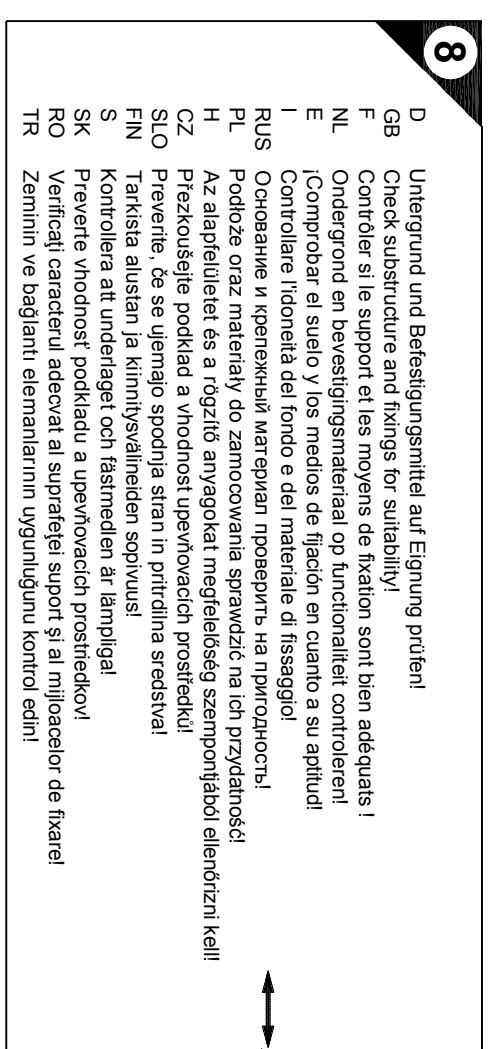 8
D Untergrund und Befestigungsmittel auf Eignung prüfen!
GB Check substructure and fixings for suitability!
F Contrôler si le support et les moyens de fixation sont bien adéquats !
NL Ondergrond en bevestigingsmateriaal op functionaliteit controleren!
E ¡Comprobar el suelo y los medios de fijación en cuanto a su aptitud!
I Controllare l'idoneità del fondo e del materiale di fissaggio!
RUS Основание и крепежный материал проверить на пригодность!
PL Podłoże oraz materiały do zamocowania sprawdzić na ich przydatność!
H Az alapfelületet és a rögzítő anyagokat megfelelőség szempontjából ellenőrizni kell!
CZ Přezkoušejte podklad a vhodnost upevňovacích prostředků!
SLO Preverite, če se ujemajo spodnja stran in pritrdilna sredstva!
FIN Tarkista alustan ja kiinnitysvälineiden sopivuus!
S Kontrollera att underlaget och fästmedlen är lämpliga!
SK Preverte vhodnosť podkladu a upevňovacích prostriedkov!
RO Verificaţi caracterul adecvat al suprafeţei suport şi al mijloacelor de fixare!
TR Zeminin ve bağlantı elemanlarının uygunluğunu kontrol edin!